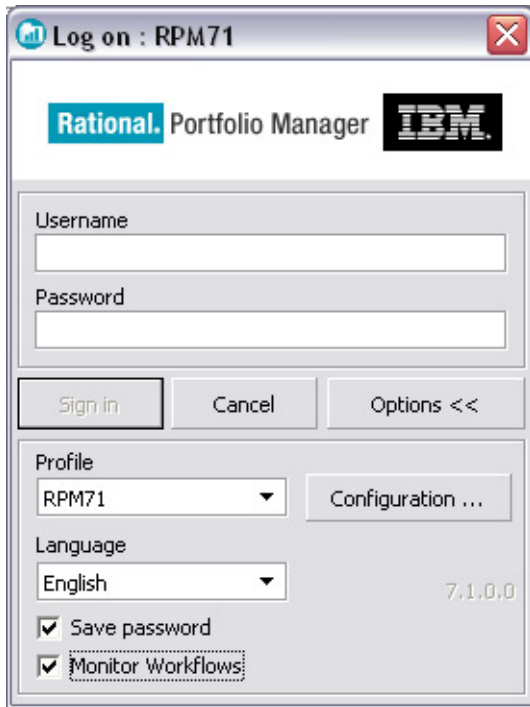 Log on : RPM71
Rational. Portfolio Manager IBM.
Username
Password
Sign in Cancel Options <<
Profile
RPM71 Configuration ...
Language
English 7.1.0.0
Save password
Monitor Workflows